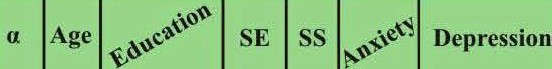 α Age Education SE SS Anxiety Depression